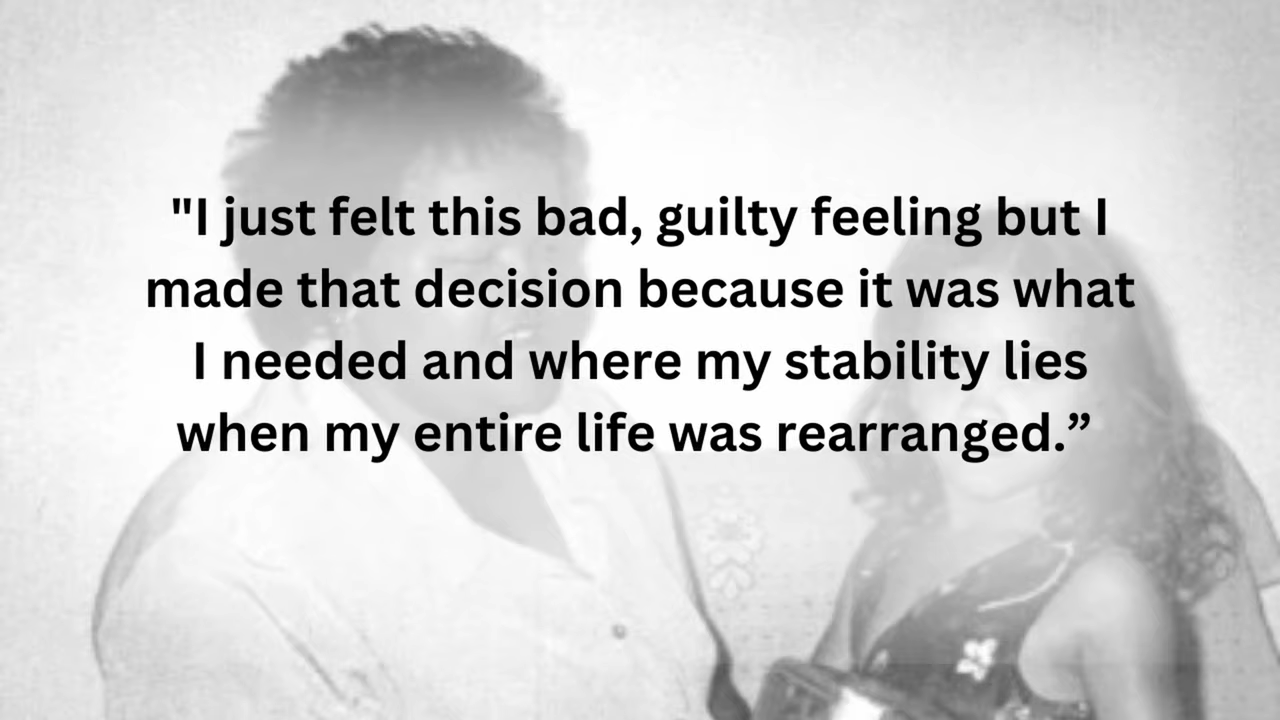 "I just felt this bad, guilty feeling but I
made that decision because it was what
I needed and where my stability lies
when my entire life was rearranged.”